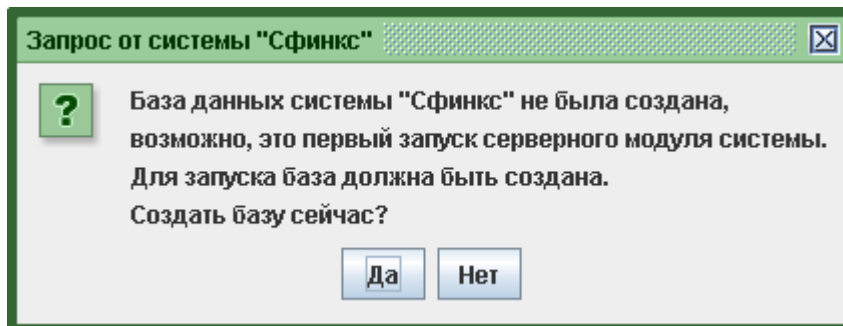 Запрос от системы "Сфинкс"
?
База данных системы "Сфинкс" не была создана,
возможно, это первый запуск серверного модуля системы.
Для запуска база должна быть создана.
Создать базу сейчас?
Да Нет